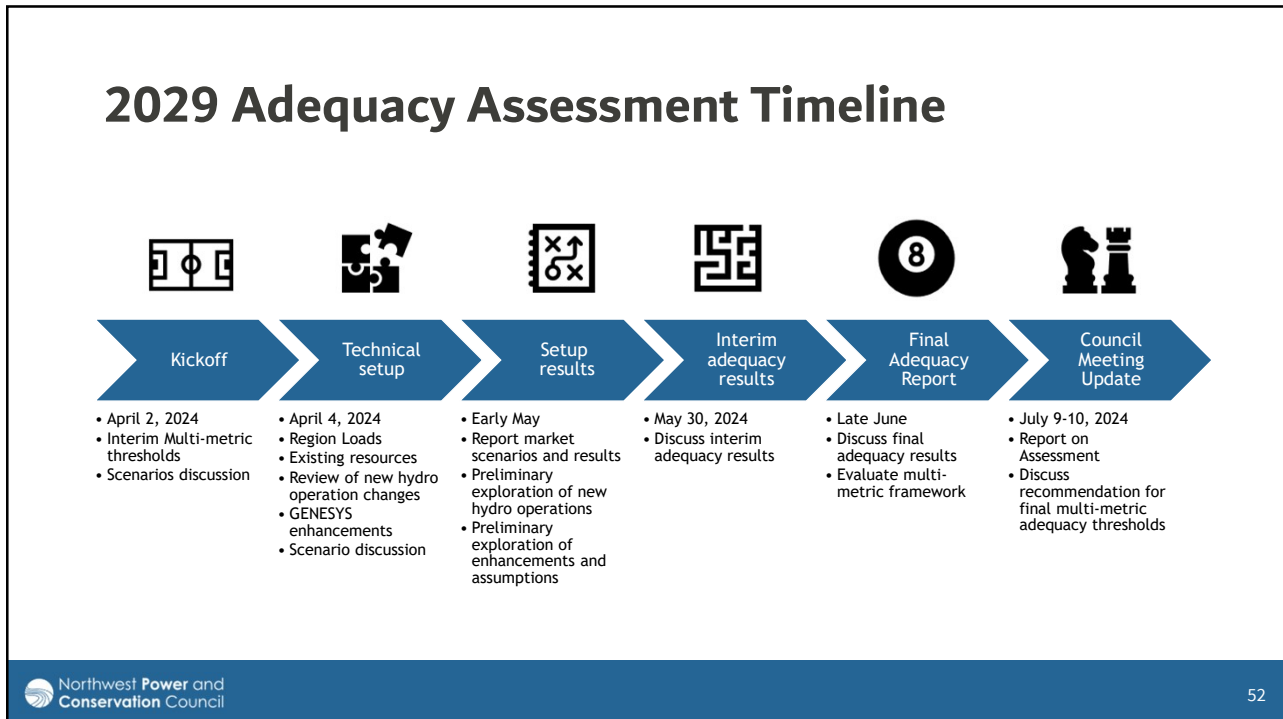 2029 Adequacy Assessment Timeline
8
Kickoff
• April 2, 2024
• Interim Multi-metric
thresholds
• Scenarios discussion
Technical
setup
• April 4, 2024
• Region Loads
• Existing resources
• Review of new hydro
operation changes
• GENESYS
enhancements
• Scenario discussion
Setup
results
• Early May
• Report market
scenarios and results
• Preliminary
exploration of new
hydro operations
• Preliminary
exploration of
enhancements and
assumptions
Interim
adequacy
results
• May 30, 2024
• Discuss interim
adequacy results
Final
Adequacy
Report
• Late June
• Discuss final
adequacy results
• Evaluate multi-
metric framework
Council
Meeting
Update
• July 9-10, 2024
• Report on
Assessment
• Discuss
recommendation for
final multi-metric
adequacy thresholds
Northwest Power and
Conservation Council
52